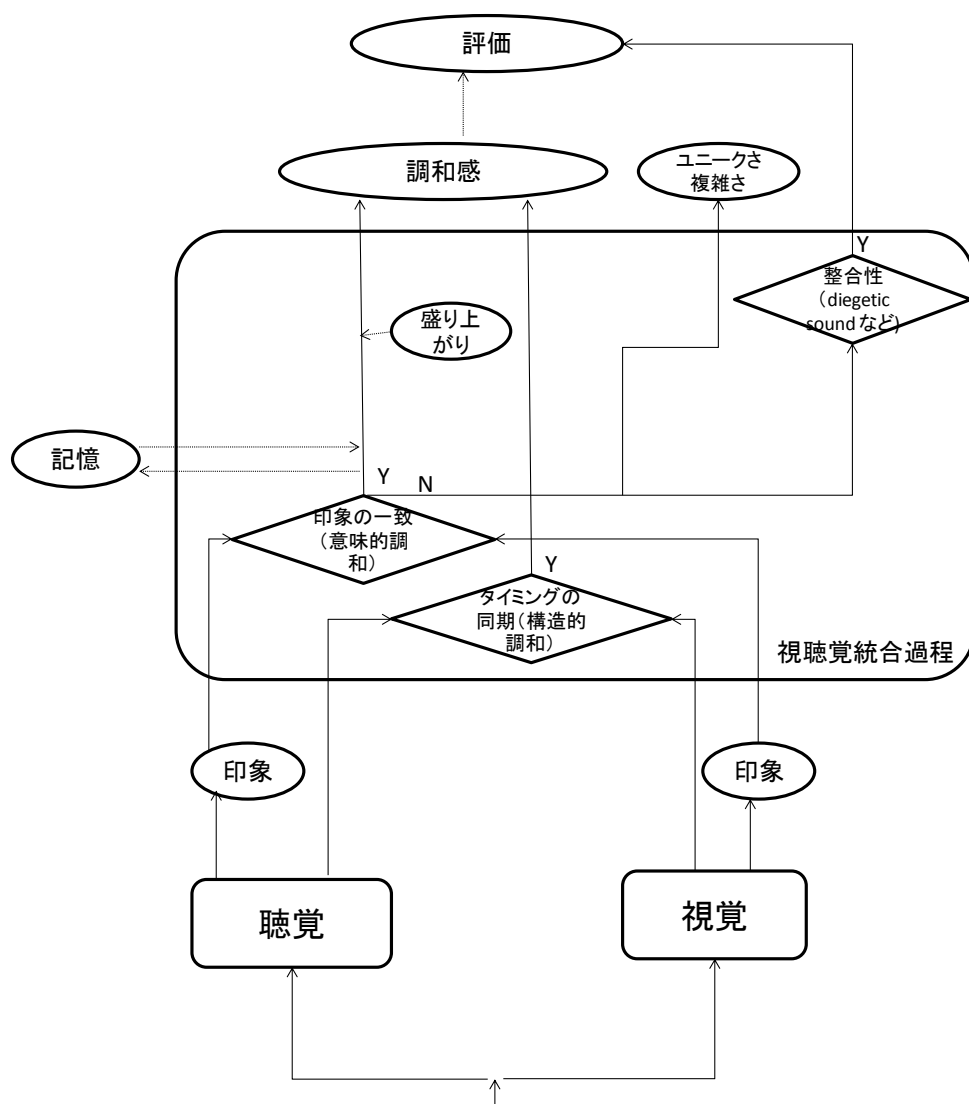 評価
調和感
ユニークさ
複雑さ
Y
整合性
（diegetic
soundなど)
盛り上
がり
記憶
Y
N
印象の一致
（意味的調
和）
Y
タイミングの
同期（構造的
調和）
視聴覚統合過程
印象
印象
聴覚
視覚